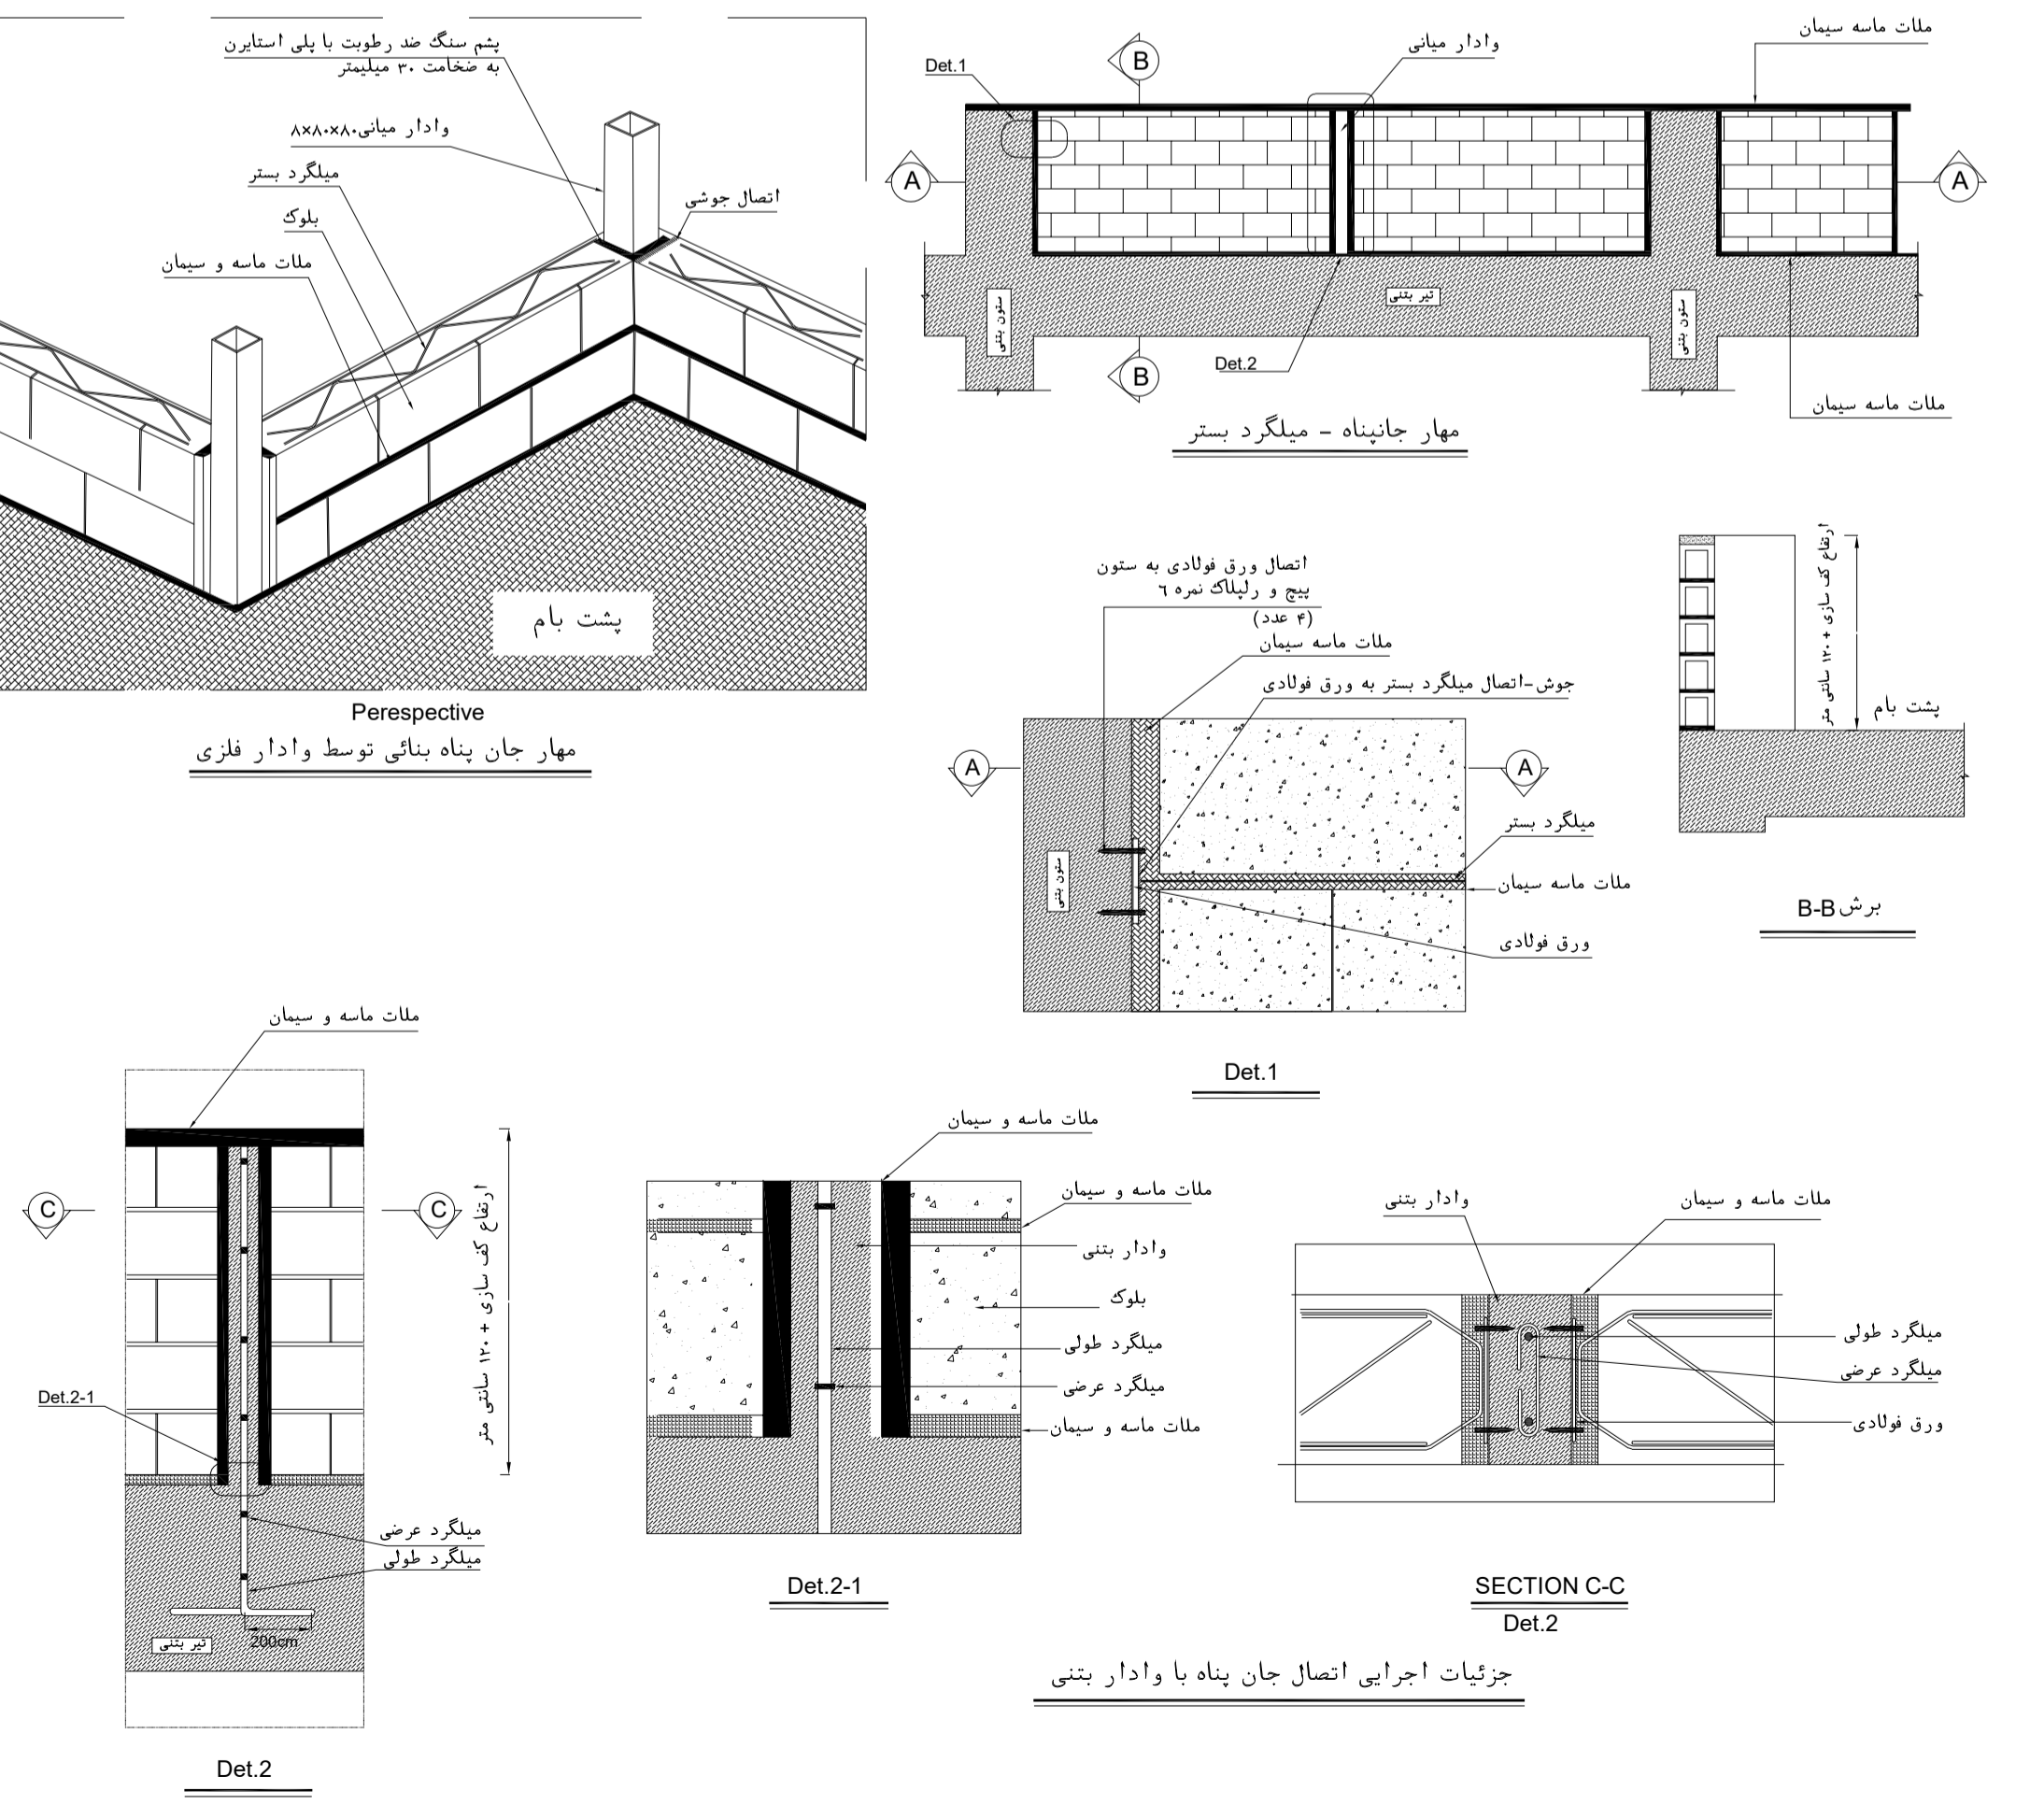 پشم سنگ ضد رطوبت با پلی استایرن
به ضخامت ۳۰ میلیمتر
وادار میانی۸×۸۰×۸۰
میلگرد بستر
بلوک
ملات ماسه و سیمان
اتصال جوشی
پشت بام
Perespective
مهار جان پناه بنائی توسط وادار فلزی
ملات ماسه سیمان
وادار میانی
Det.1
B
A
A
ستون بتنی
تیر بتنی
ستون بتنی
Det.2
B
ملات ماسه سیمان
مهار جانپناه - میلگرد بستر
اتصال ورق فولادی به ستون
پیچ و رلپلاک نمره ٦
(۴ عدد)
ملات ماسه سیمان
جوش-اتصال میلگرد بستر به ورق فولادی
A
A
میلگرد بستر
ملات ماسه سیمان
ستون بتنی
ورق فولادی
Det.1
ارتفاع کف سازی + ۱۲۰ سانتی متر
پشت بام
برش B-B
ملات ماسه و سیمان
C
C
ارتفاع کف سازی + ۱۲۰ سانتی متر
Det.2-1
میلگرد عرضی
میلگرد طولی
200cm
تیر بتنی
Det.2
ملات ماسه و سیمان
ملات ماسه و سیمان
وادار بتنی
بلوک
میلگرد طولی
میلگرد عرضی
ملات ماسه و سیمان
Det.2-1
وادار بتنی
ملات ماسه و سیمان
میلگرد طولی
میلگرد عرضی
ورق فولادی
SECTION C-C
Det.2
جزئیات اجرایی اتصال جان پناه با وادار بتنی